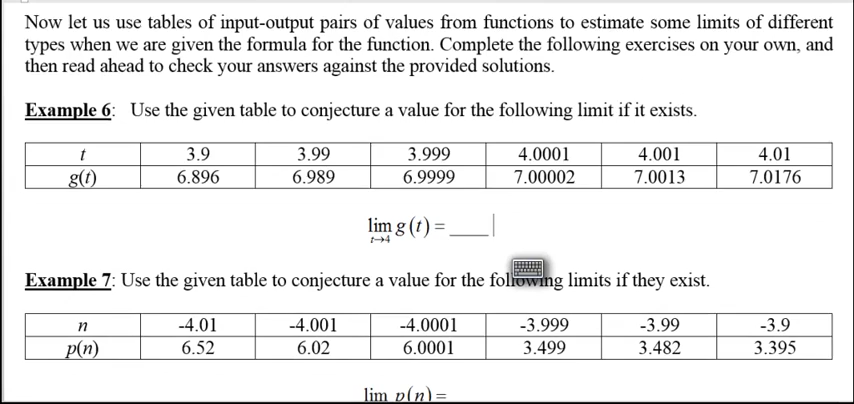 Now let us use tables of input-output pairs of values from functions to estimate some limits of different
types when we are given the formula for the function. Complete the following exercises on your own, and
then read ahead to check your answers against the provided solutions.
Example 6: Use the given table to conjecture a value for the following limit if it exists.
t 3.9 3.99 3.999 4.0001 4.001 4.01
g(t) 6.896 6.989 6.9999 7.00002 7.0013 7.0176
lim g(t) = ____
t→4
Example 7: Use the given table to conjecture a value for the following limits if they exist.
n -4.01 -4.001 -4.0001 -3.999 -3.99 -3.9
p(n) 6.52 6.02 6.0001 3.499 3.482 3.395
lim p(n) =